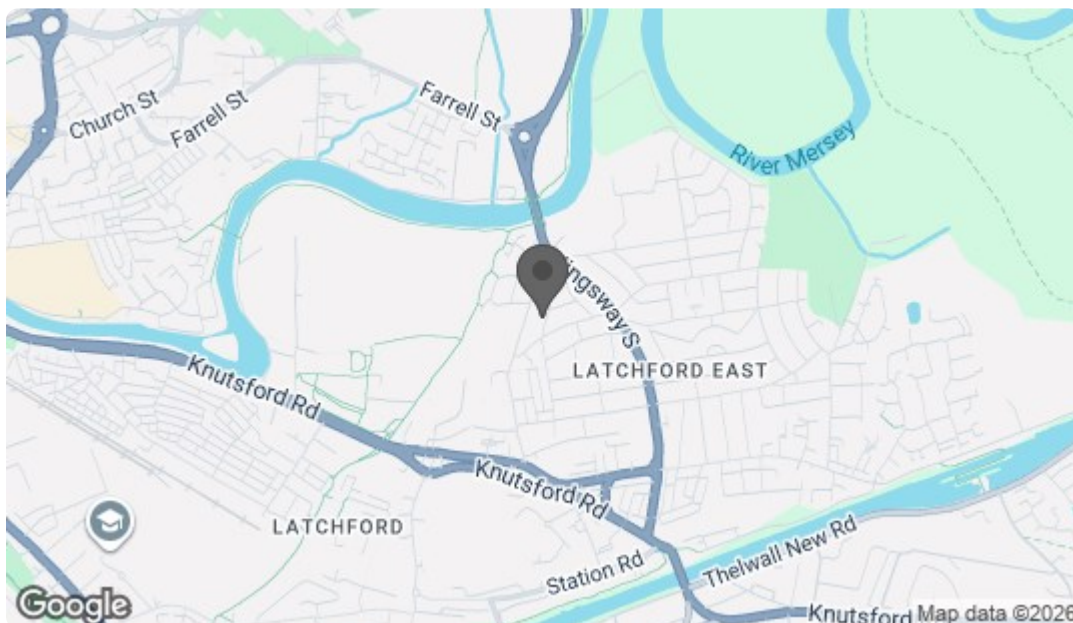 Church St
Farrell St
Farrell St
River Mersey
Kingsway S
LATCHFORD EAST
Knutsford Rd
Knutsford Rd
LATCHFORD
Station Rd
Thelwall New Rd
Knutsford
Google
Map data ©2026